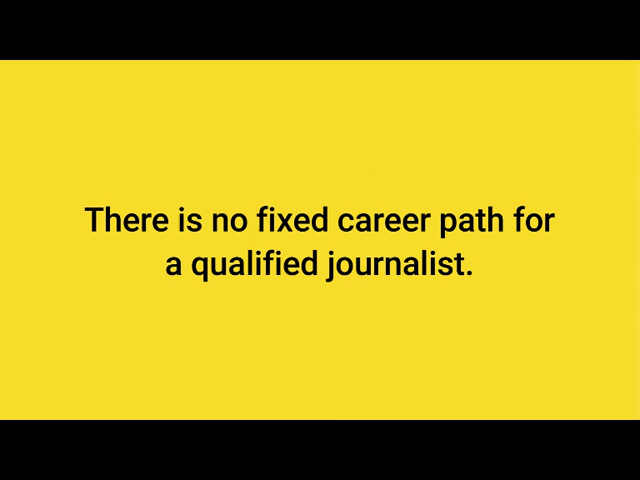 There is no fixed career path for
a qualified journalist.